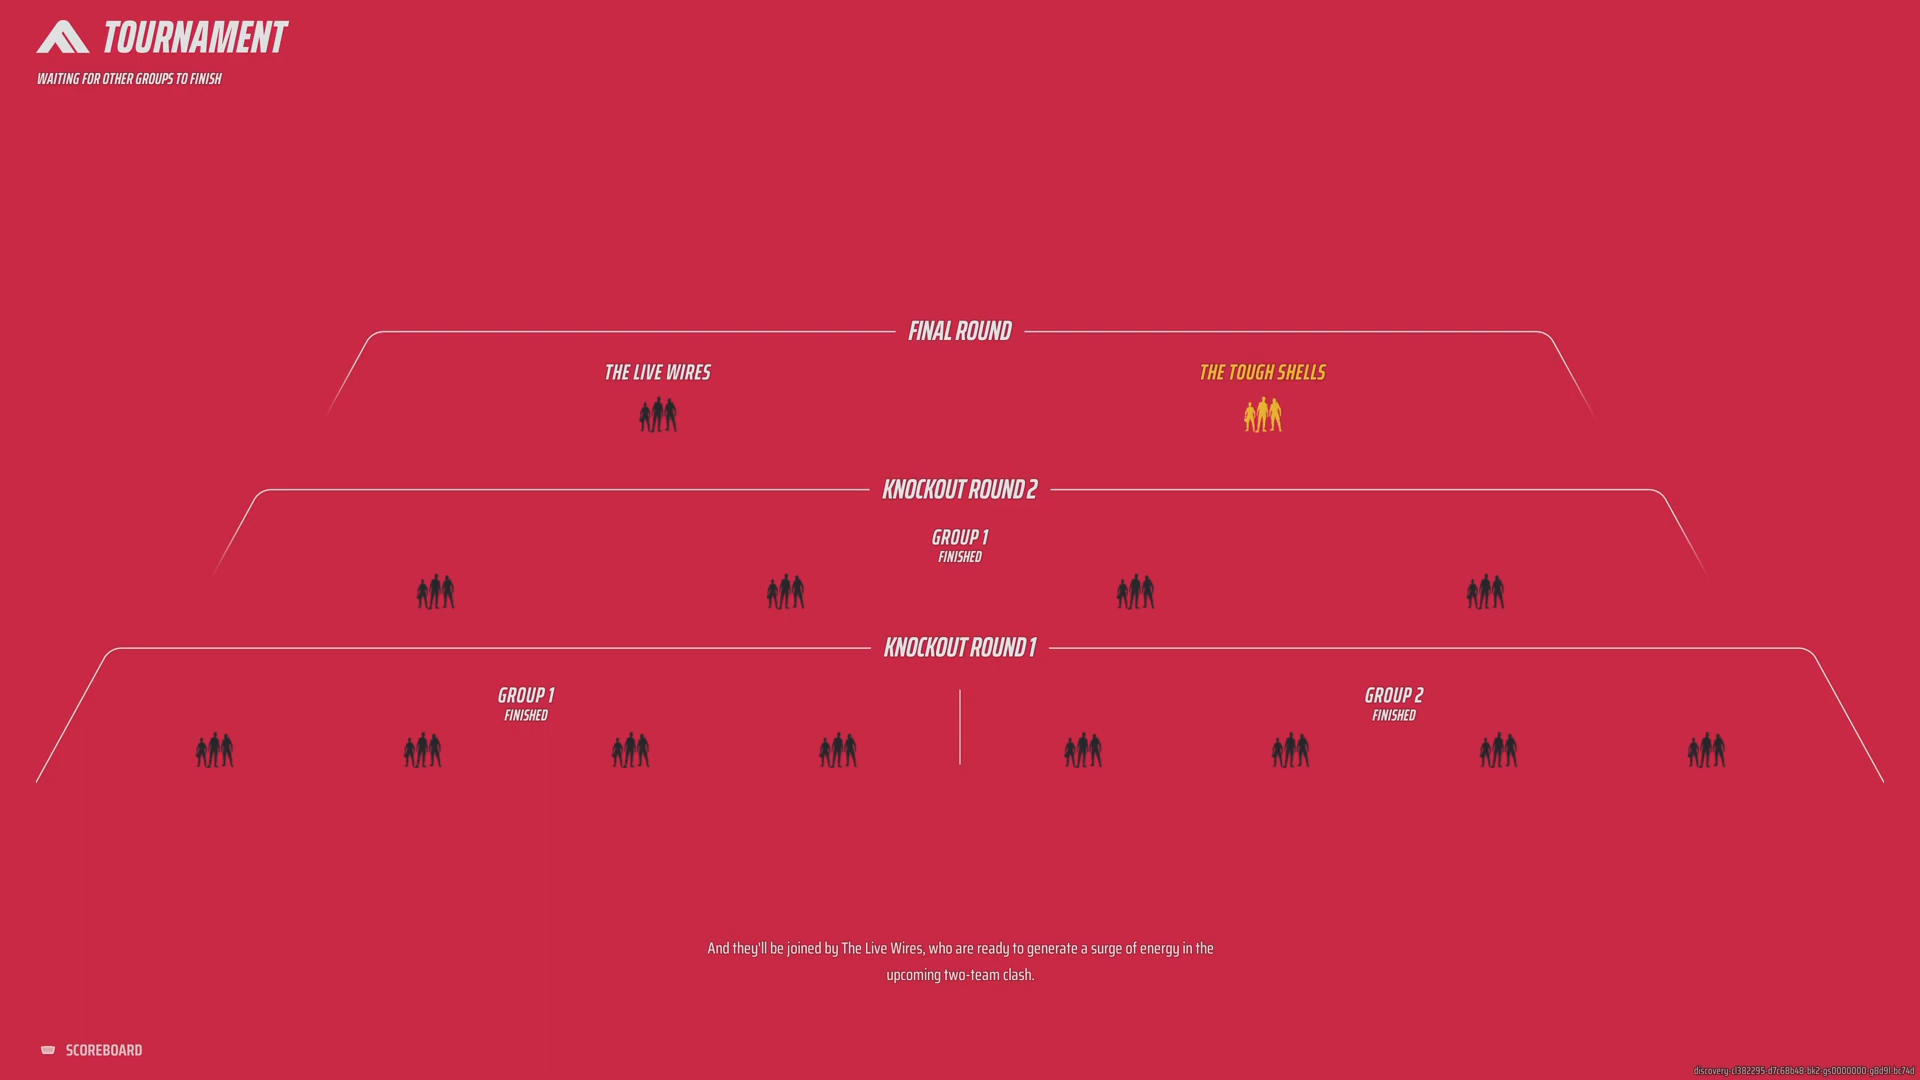 TOURNAMENT
WAITING FOR OTHER GROUPS TO FINISH
FINAL ROUND
THE LIVE WIRES
THE TOUGH SHELLS
KNOCKOUT ROUND 2
GROUP 1
FINISHED
KNOCKOUT ROUND 1
GROUP 1
FINISHED
GROUP 2
FINISHED
And they'll be joined by The Live Wires, who are ready to generate a surge of energy in the
upcoming two-team clash.
SCOREBOARD